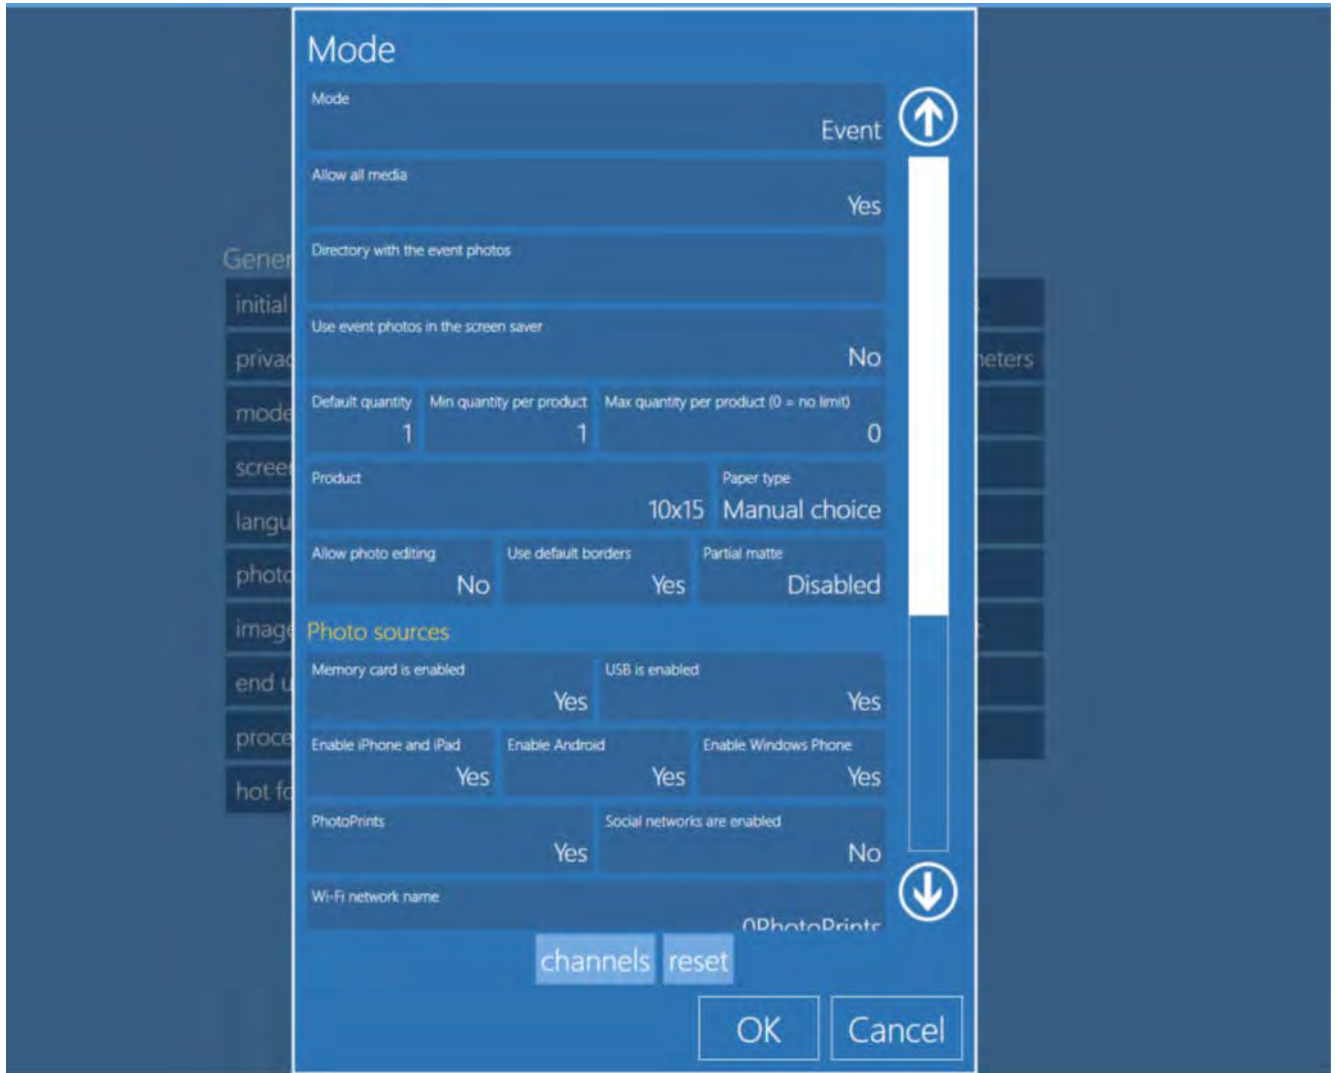 Mode
Mode
Event
Allow all media
Yes
Directory with the event photos
Use event photos in the screen saver
No
Default quantity Min quantity per product Max quantity per product (0 = no limit)
1 1 0
Product Paper type
10x15 Manual choice
Allow photo editing Use default borders Partial matte
No Yes Disabled
Photo sources
Memory card is enabled USB is enabled
Yes Yes
Enable iPhone and iPad Enable Android Enable Windows Phone
Yes Yes Yes
PhotoPrints Social networks are enabled
Yes No
Wi-Fi network name
0PhotoPrints
channels reset
OK Cancel
Gener
initial
privac
mode
screen
langu
photo
image
end u
proce
hot fo
neters